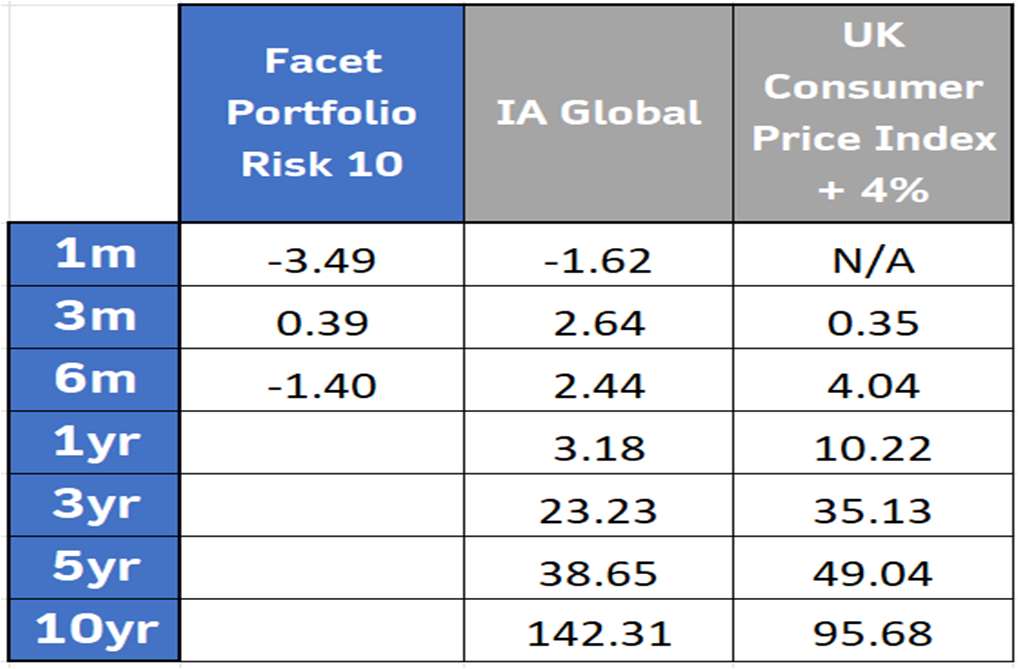 Facet
Portfolio
Risk 10
IA Global
UK
Consumer
Price Index
+ 4%
1m -3.49 -1.62 N/A
3m 0.39 2.64 0.35
6m -1.40 2.44 4.04
1yr 3.18 10.22
3yr 23.23 35.13
5yr 38.65 49.04
10yr 142.31 95.68